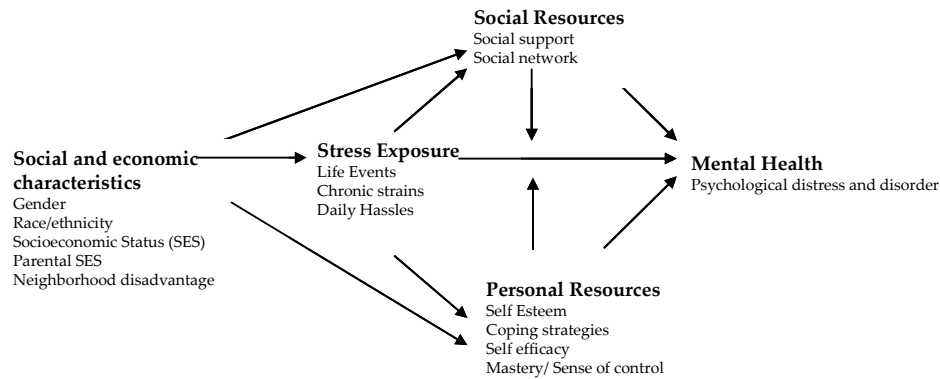 Social Resources
Social support
Social network
Social and economic
characteristics
Gender
Race/ethnicity
Socioeconomic Status (SES)
Parental SES
Neighborhood disadvantage
Stress Exposure
Life Events
Chronic strains
Daily Hassles
Mental Health
Psychological distress and disorder
Personal Resources
Self Esteem
Coping strategies
Self efficacy
Mastery/ Sense of control